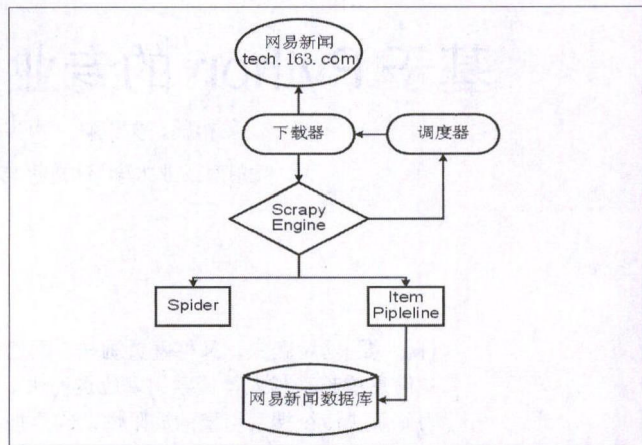 网易新闻
tech.163.com
下载器
调度器
Scrapy
Engine
Spider
Item
Pipleline
网易新闻数据库